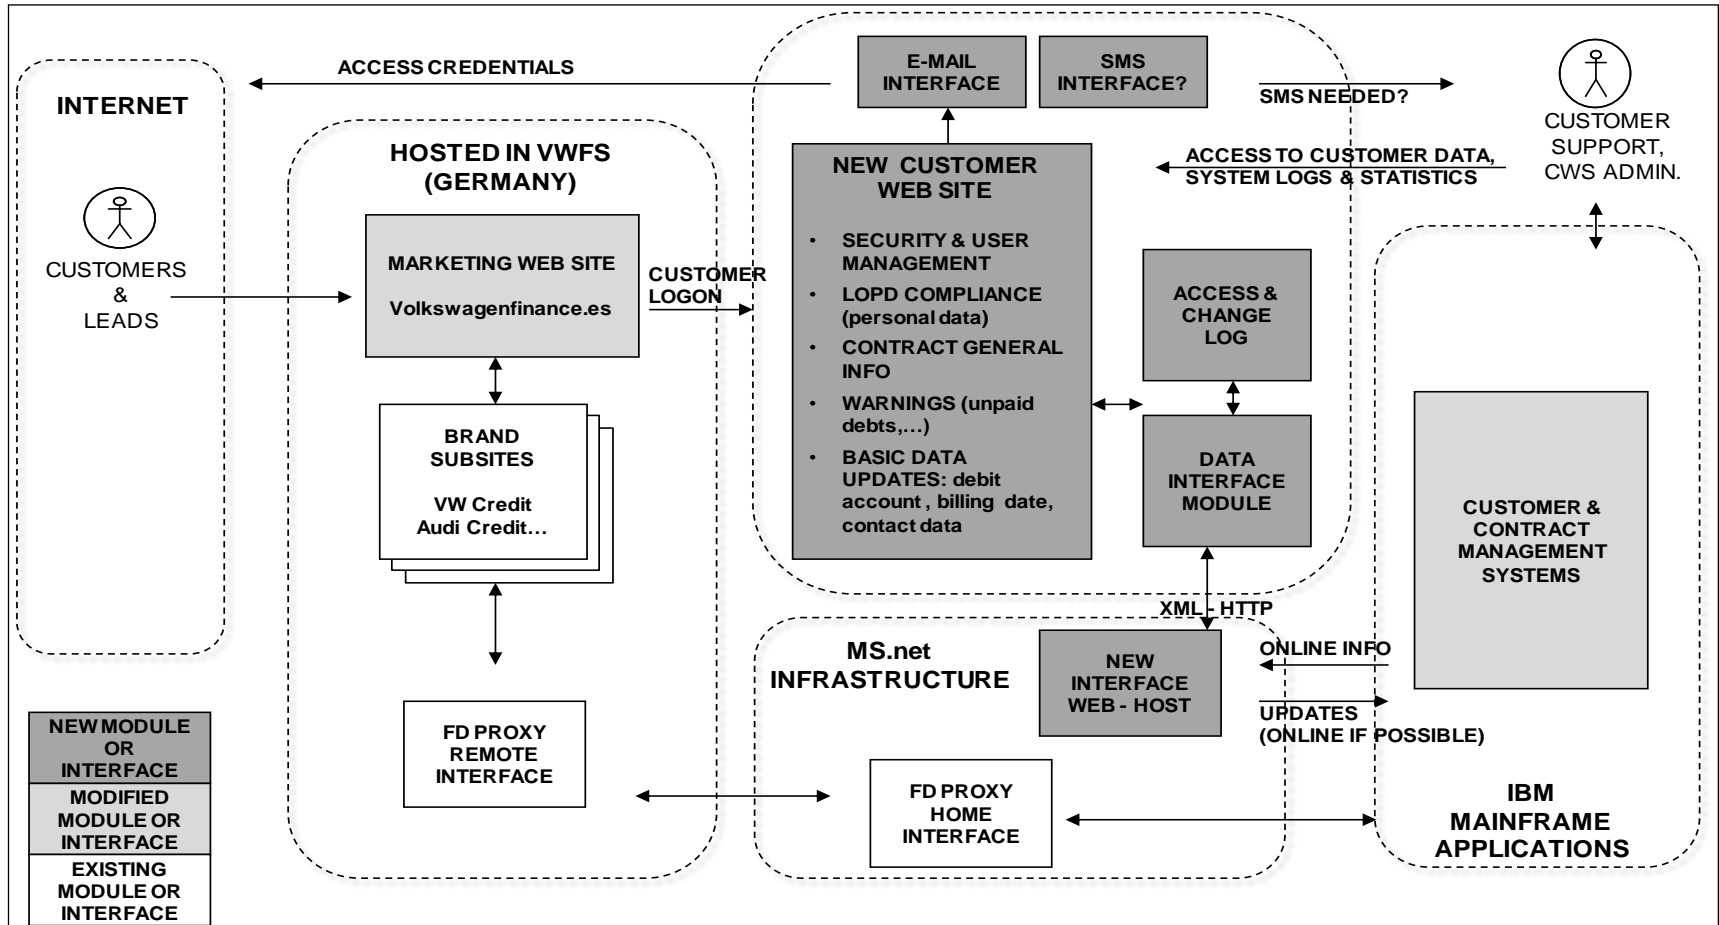 INTERNET
CUSTOMERS
&
LEADS
ACCESS CREDENTIALS
HOSTED IN VWFS
(GERMANY)
MARKETING WEB SITE
Volkswagenfinance.es
CUSTOMER
LOGON
BRAND
SUBSITES
VW Credit
Audi Credit…
FD PROXY
REMOTE
INTERFACE
E-MAIL
INTERFACE
SMS
INTERFACE?
SMS NEEDED?
NEW CUSTOMER
WEB SITE
• SECURITY & USER
MANAGEMENT
• LOPD COMPLIANCE
(personal data)
• CONTRACT GENERAL
INFO
• WARNINGS (unpaid
debts,…)
• BASIC DATA
UPDATES: debit
account , billing date,
contact data
ACCESS TO CUSTOMER DATA,
SYSTEM LOGS & STATISTICS
ACCESS &
CHANGE
LOG
DATA
INTERFACE
MODULE
XML - HTTP
CUSTOMER
SUPPORT,
CWS ADMIN.
CUSTOMER &
CONTRACT
MANAGEMENT
SYSTEMS
MS.net
INFRASTRUCTURE
NEW
INTERFACE
WEB - HOST
ONLINE INFO
UPDATES
(ONLINE IF POSSIBLE)
FD PROXY
HOME
INTERFACE
IBM
MAINFRAME
APPLICATIONS
NEW MODULE
OR
INTERFACE
MODIFIED
MODULE OR
INTERFACE
EXISTING
MODULE OR
INTERFACE